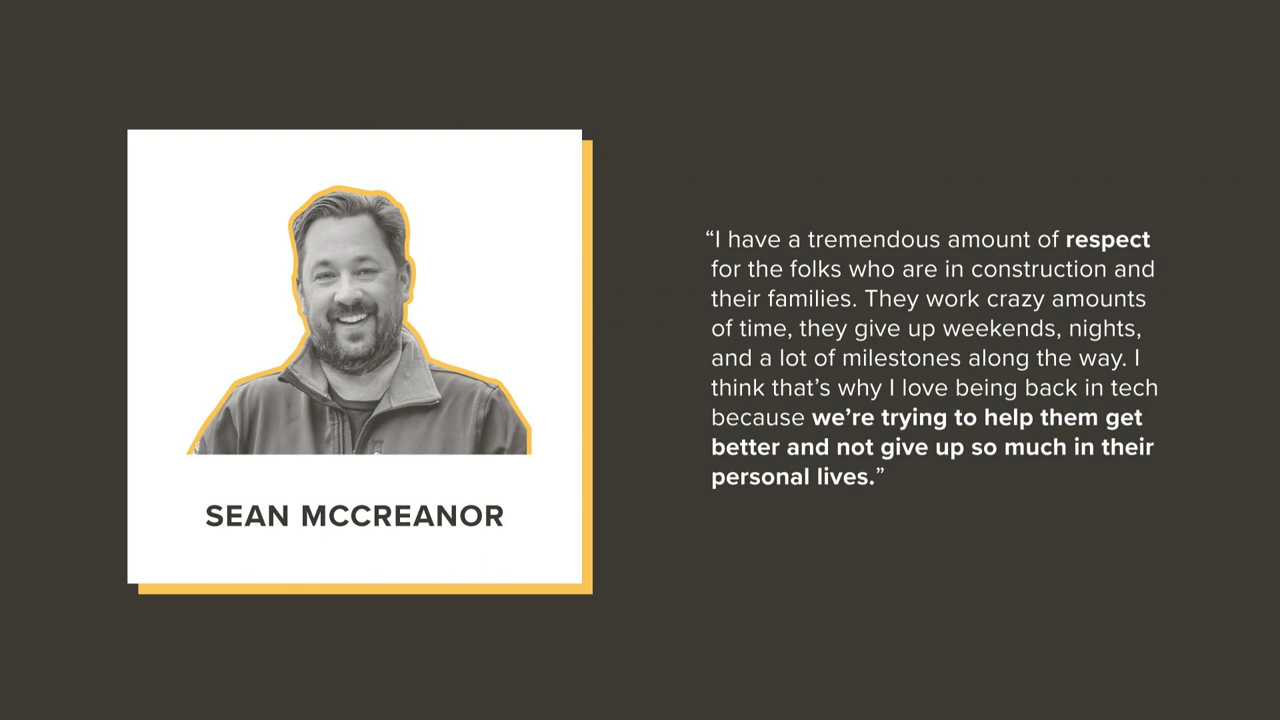 SEAN MCCREANOR
“I have a tremendous amount of respect
for the folks who are in construction and
their families. They work crazy amounts
of time, they give up weekends, nights,
and a lot of milestones along the way. I
think that’s why I love being back in tech
because we’re trying to help them get
better and not give up so much in their
personal lives.”